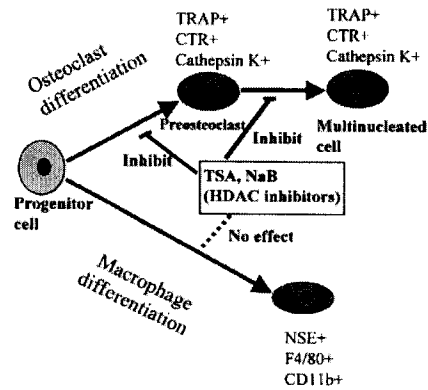 TRAP+
CTR+
Cathepsin K+
TRAP+
CTR+
Cathepsin K+
Osteoclast
differentiation
Preosteoclast
Multinucleated
cell
Inhibit
Inhibit
Progenitor
cell
TSA, NaB
(HDAC inhibitors)
No effect
Macrophage
differentiation
NSE+
F4/80+
CD11b+